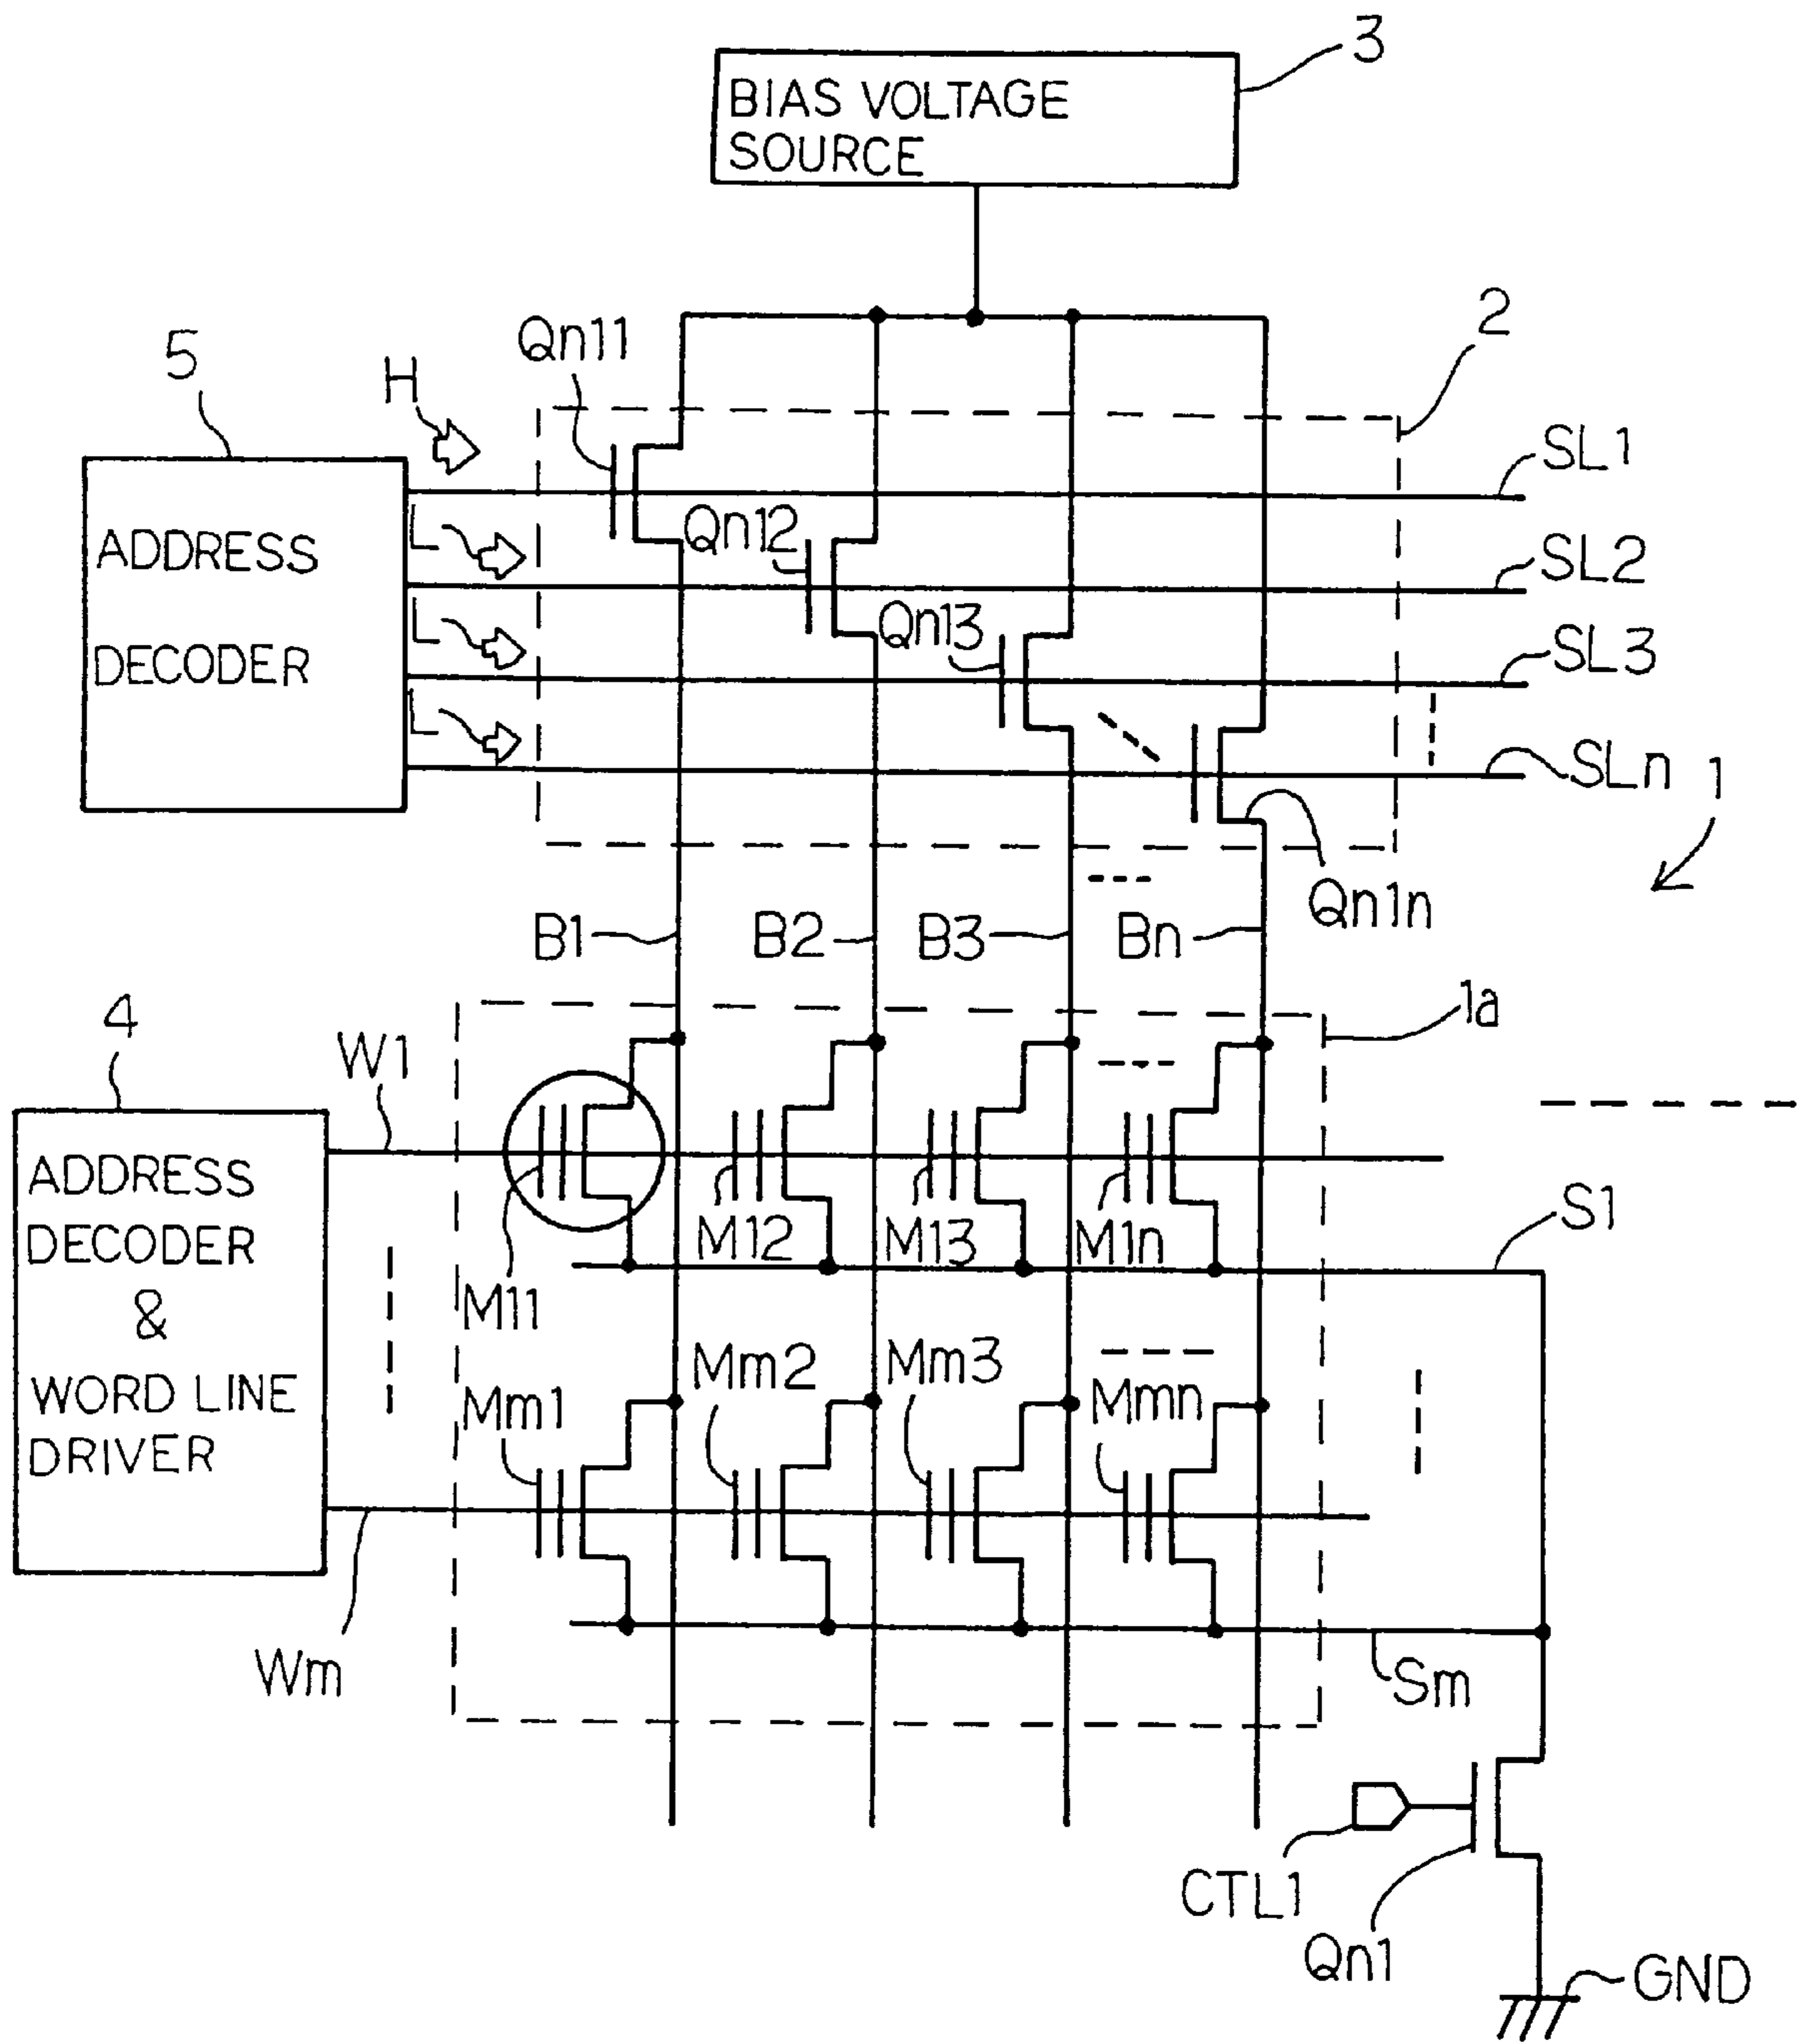 3
BIAS VOLTAGE
SOURCE
2
Qn11
5
H
SL1
L
Qn12
ADDRESS
SL2
L
Qn13
DECODER
SL3
L
SLn
1
Qn1n
B1
B2
B3
Bn
1a
4
W1
ADDRESS
DECODER
&
WORD LINE
DRIVER
S1
M12
M13
M1n
M11
Mm1
Mm2
Mm3
Mmn
Wm
Sm
CTL1
Qn1
GND